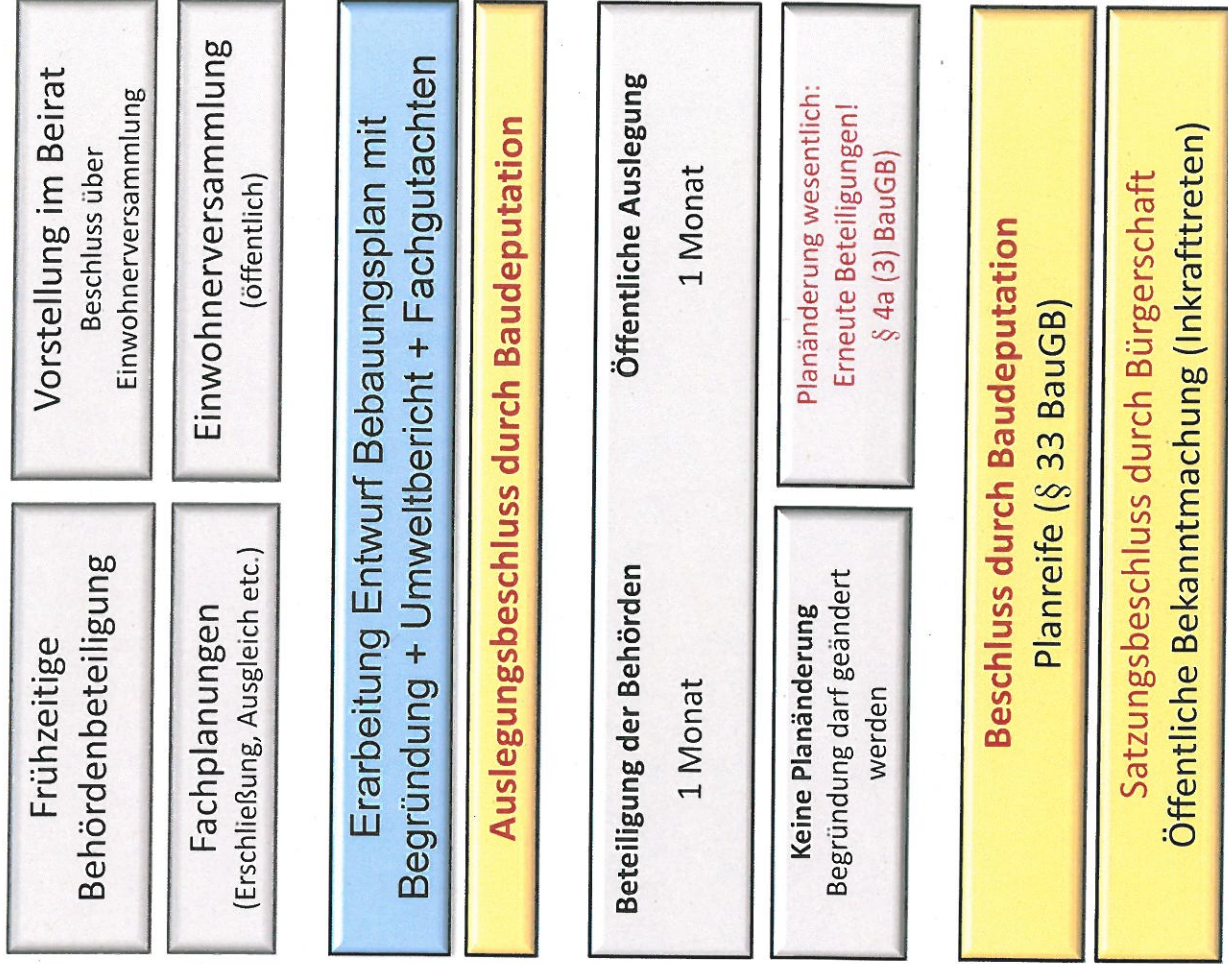 Frühzeitige
Behördenbeteiligung
Vorstellung im Beirat
Beschluss über
Einwohnerversammlung
Fachplanungen
(Erschließung, Ausgleich etc.)
Einwohnerversammlung
(öffentlich)
Erarbeitung Entwurf Bebauungsplan mit
Begründung + Umweltbericht + Fachgutachten
Auslegungsbeschluss durch Baudeputation
Beteiligung der Behörden
1 Monat
Öffentliche Auslegung
1 Monat
Keine Planänderung
Begründung darf geändert
werden
Planänderung wesentlich:
Erneute Beteiligungen!
§ 4a (3) BauGB)
Beschluss durch Baudeputation
Planreife (§ 33 BauGB)
Satzungsbeschluss durch Bürgerschaft
Öffentliche Bekanntmachung (Inkrafttreten)